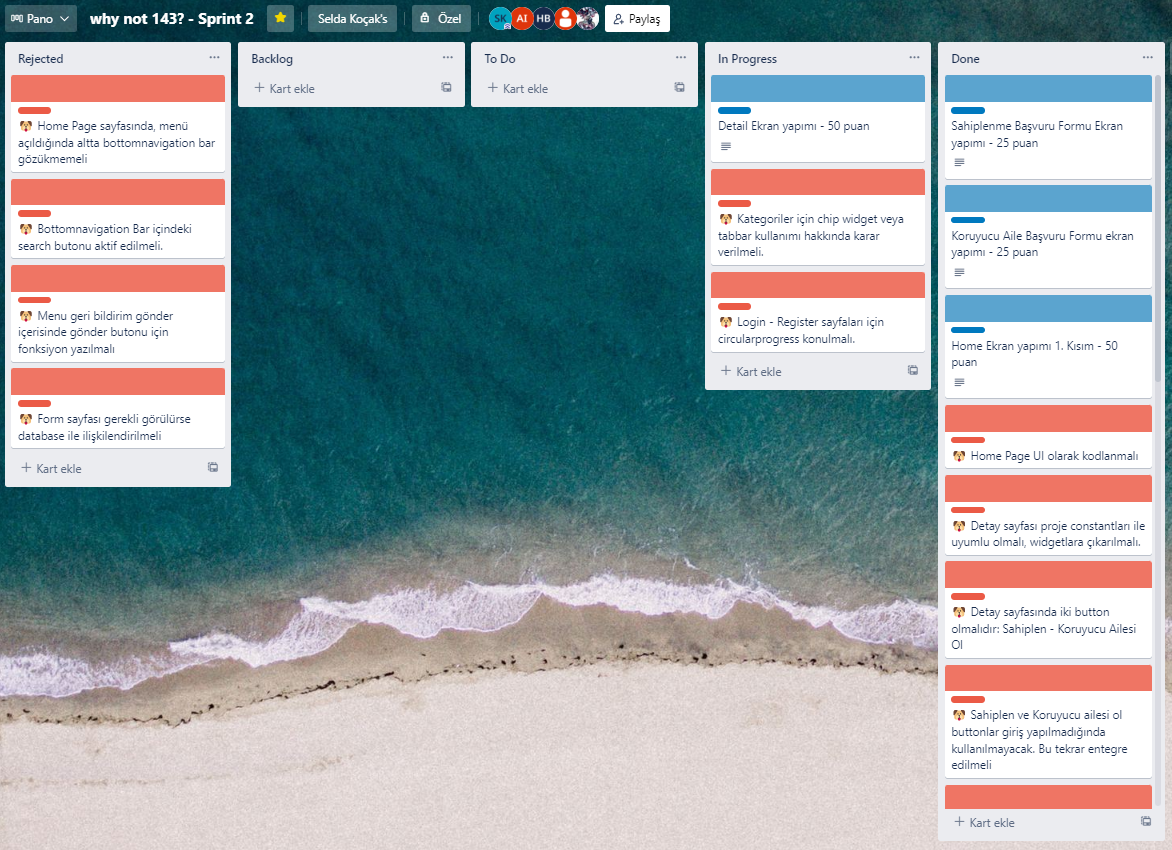 Pano
why not 143? - Sprint 2
Selda Koçak's
Özel
SK
AI
HB
Paylaş
Rejected
Home Page sayfasında, menü
açıldığında altta bottomnavigation bar
gözükmemeli
Bottomnavigation Bar içindeki
search butonu aktif edilmeli.
Menu geri bildirim gönder
içerisinde gönder butonu için
fonksiyon yazılmalı
Form sayfası gerekli görülürse
database ile ilişkilendirilmeli
Kart ekle
Backlog
Kart ekle
To Do
Kart ekle
In Progress
Detail Ekran yapımı - 50 puan
Kategoriler için chip widget veya
tabbar kullanımı hakkında karar
verilmeli.
Login - Register sayfaları için
circularprogress konulmalı.
Kart ekle
Done
Sahiplenme Başvuru Formu Ekran
yapımı - 25 puan
Koruyucu Aile Başvuru Formu ekran
yapımı - 25 puan
Home Ekran yapımı 1. Kısım - 50
puan
Home Page UI olarak kodlanmalı
Detay sayfası proje constantları ile
uyumlu olmalı, widgetlara çıkarılmalı.
Detay sayfasında iki button
olmalıdır: Sahiplen - Koruyucu Ailesi
Ol
Sahiplen ve Koruyucu ailesi ol
buttonlar giriş yapılmadığında
kullanılmayacak. Bu tekrar entegre
edilmeli
Kart ekle